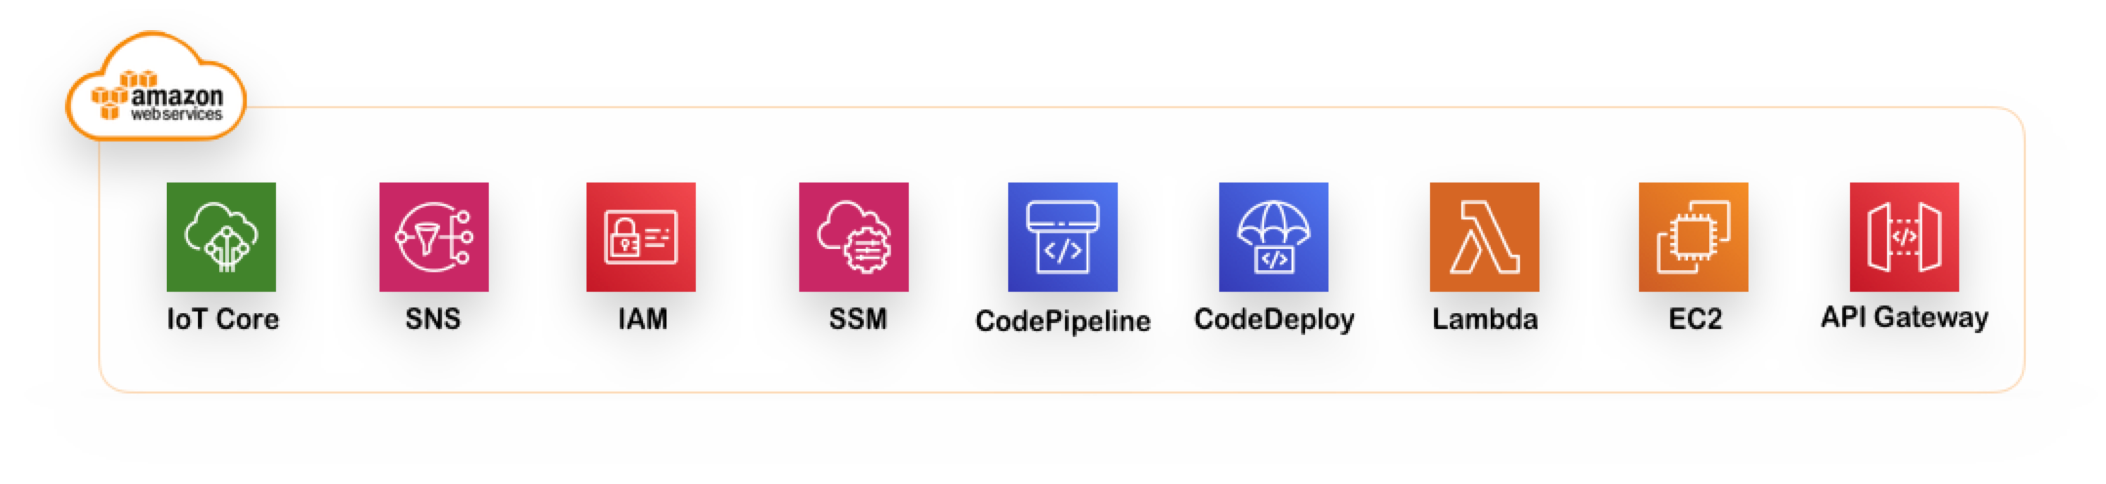 amazon
web services
IoT Core
SNS
IAM
SSM
CodePipeline
CodeDeploy
Lambda
EC2
API Gateway